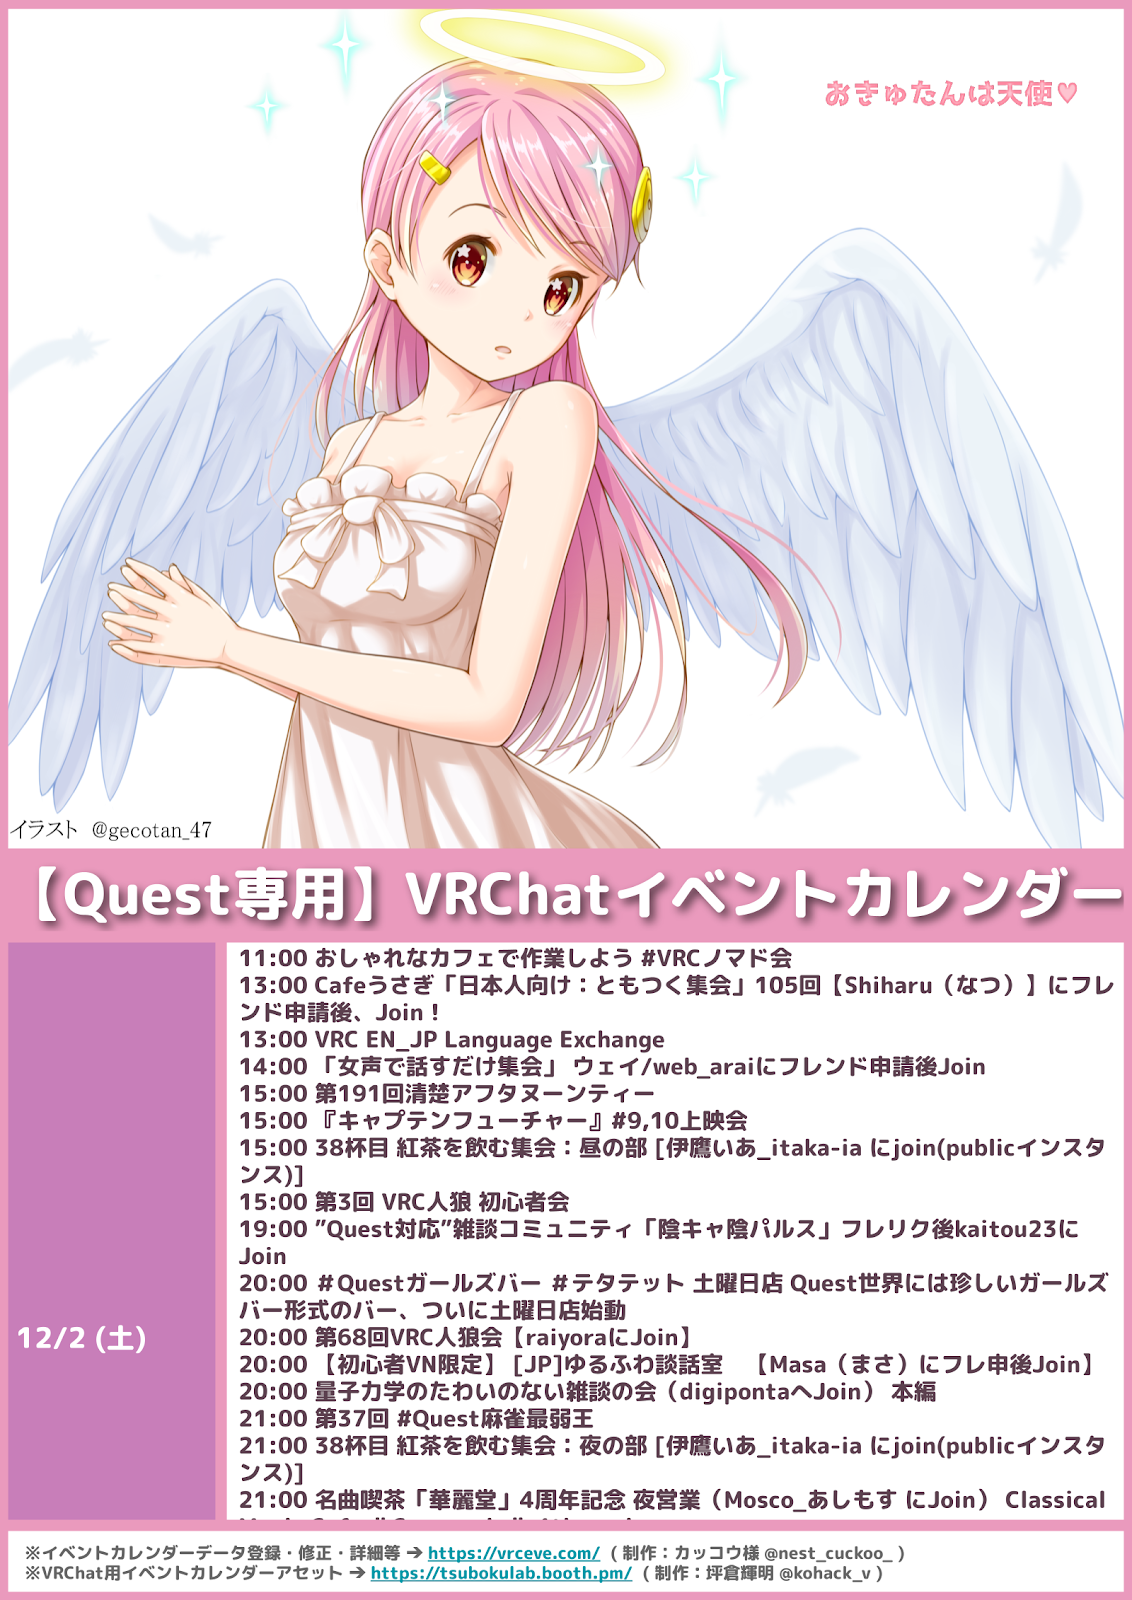 おきゅたんは天使♥
イラスト @gecotan_47
【Quest専用】VRChatイベントカレンダー
12/2 (土)
11:00 おしゃれなカフェで作業しよう #VRCノマド会
13:00 Cafeうさぎ「日本人向け：ともつく集会」105回【Shiharu（なつ）】にフレ
ンド申請後、Join！
13:00 VRC EN_JP Language Exchange
14:00 「女声で話すだけ集会」 ウェイ/web_araiにフレンド申請後Join
15:00 第191回清楚アフタヌーンティー
15:00 『キャプテンフューチャー』#9,10上映会
15:00 38杯目 紅茶を飲む集会：昼の部 [伊鷹いあ_itaka-ia にjoin(publicインスタ
ンス)]
15:00 第3回 VRC人狼 初心者会
19:00 ”Quest対応”雑談コミュニティ「陰キャ陰パルス」フレリク後kaitou23に
Join
20:00 ＃Questガールズバー ＃テタテット 土曜日店 Quest世界には珍しいガールズ
バー形式のバー、ついに土曜日店始動
20:00 第68回VRC人狼会【raiyoraにJoin】
20:00 【初心者VN限定】 [JP]ゆるふわ談話室　【Masa（まさ）にフレ申後Join】
20:00 量子力学のたわいのない雑談の会（digipontaへJoin） 本編
21:00 第37回 #Quest麻雀最弱王
21:00 38杯目 紅茶を飲む集会：夜の部 [伊鷹いあ_itaka-ia にjoin(publicインスタ
ンス)]
21:00 名曲喫茶「華麗堂」4周年記念 夜営業（Mosco_あしもす にJoin） Classical
※イベントカレンダーデータ登録・修正・詳細等 ➔ https://vrceve.com/ ( 制作：カッコウ様 @nest_cuckoo_ )
※VRChat用イベントカレンダーアセット ➔ https://tsubokulab.booth.pm/ ( 制作：坪倉輝明 @kohack_v )